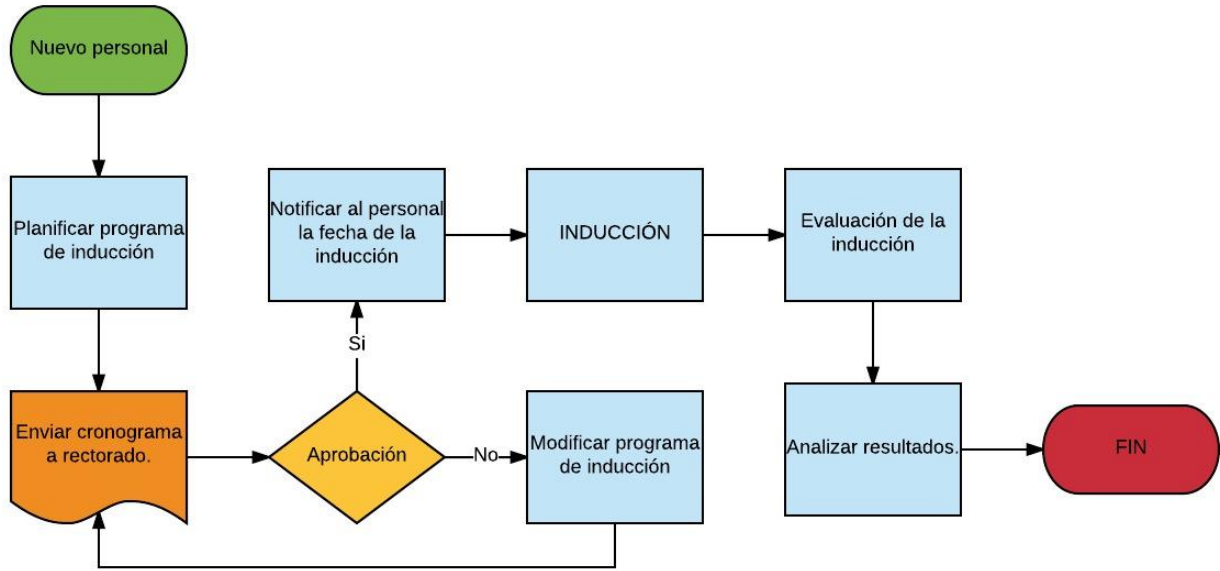 Nuevo personal
Planificar programa
de inducción
Enviar cronograma
a rectorado.
Aprobación
Si
No
Notificar al personal
la fecha de la
inducción
Modificar programa
de inducción
INDUCCIÓN
Evaluación de la
inducción
Analizar resultados.
FIN